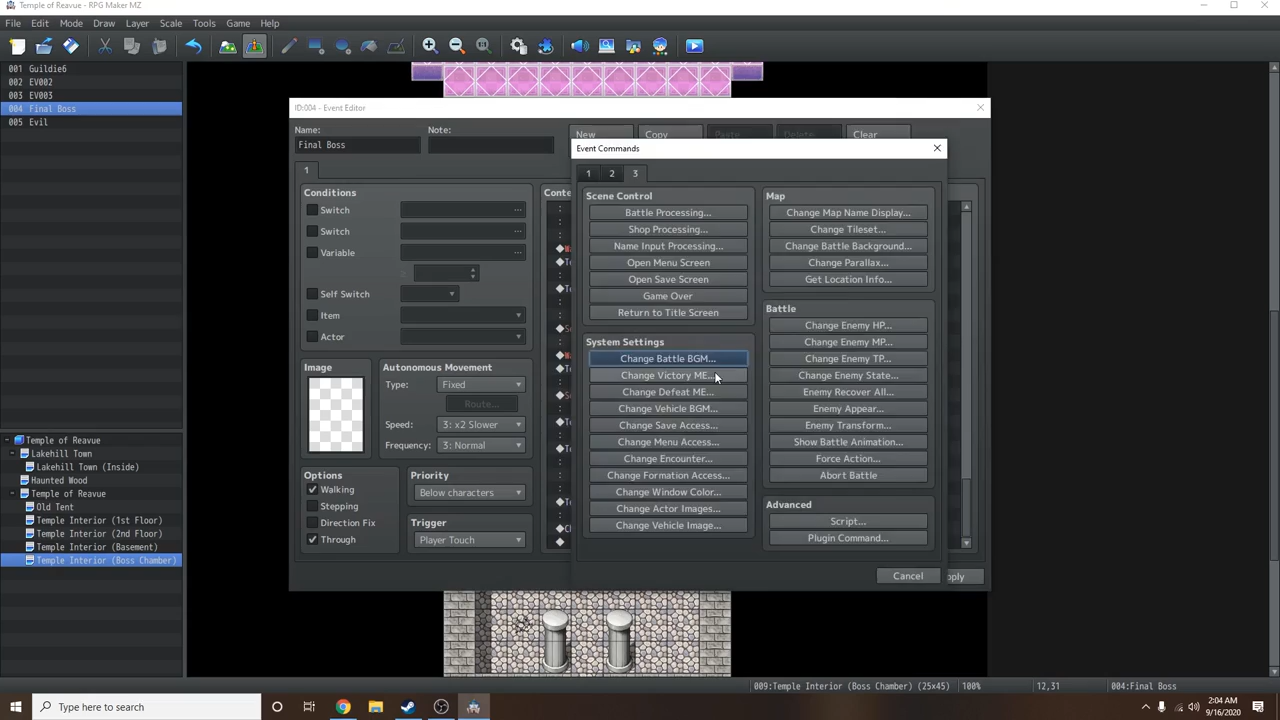 Temple of Reavue - RPG Maker MZ
File Edit Mode Draw Layer Scale Tools Game Help
001 Guildie6
002 EV002
003 EV003
004 Final Boss
005 Evil
ID:004 - Event Editor
Name:
Note:
Final Boss
New
Copy
Paste
Delete
Clear
1
Conditions
Switch
Switch
Variable
Self Switch
Item
Actor
Image
Autonomous Movement
Type:
Fixed
Route...
Speed:
3: x2 Slower
Frequency:
3: Normal
Options
Walking
Stepping
Direction Fix
Through
Priority
Below characters
Trigger
Player Touch
Event Commands
1 2 3
Scene Control
Battle Processing...
Shop Processing...
Name Input Processing...
Open Menu Screen
Open Save Screen
Game Over
Return to Title Screen
System Settings
Change Battle BGM...
Change Victory ME...
Change Defeat ME...
Change Vehicle BGM...
Change Save Access...
Change Menu Access...
Change Encounter...
Change Formation Access...
Change Window Color...
Change Actor Images...
Change Vehicle Image...
Map
Change Map Name Display...
Change Tileset...
Change Battle Background...
Change Parallax...
Get Location Info...
Battle
Change Enemy HP...
Change Enemy MP...
Change Enemy TP...
Change Enemy State...
Enemy Recover All...
Enemy Appear...
Enemy Transform...
Show Battle Animation...
Force Action...
Abort Battle
Advanced
Script...
Plugin Command...
Cancel
Temple of Reavue
Lakehill Town
Lakehill Town (Inside)
Haunted Wood
Temple of Reavue
Old Tent
Temple Interior (1st Floor)
Temple Interior (2nd Floor)
Temple Interior (Basement)
Temple Interior (Boss Chamber)
009:Temple Interior (Boss Chamber) (25x45)
100%
12,31
004:Final Boss
Type here to search
2:04 AM
9/16/2020